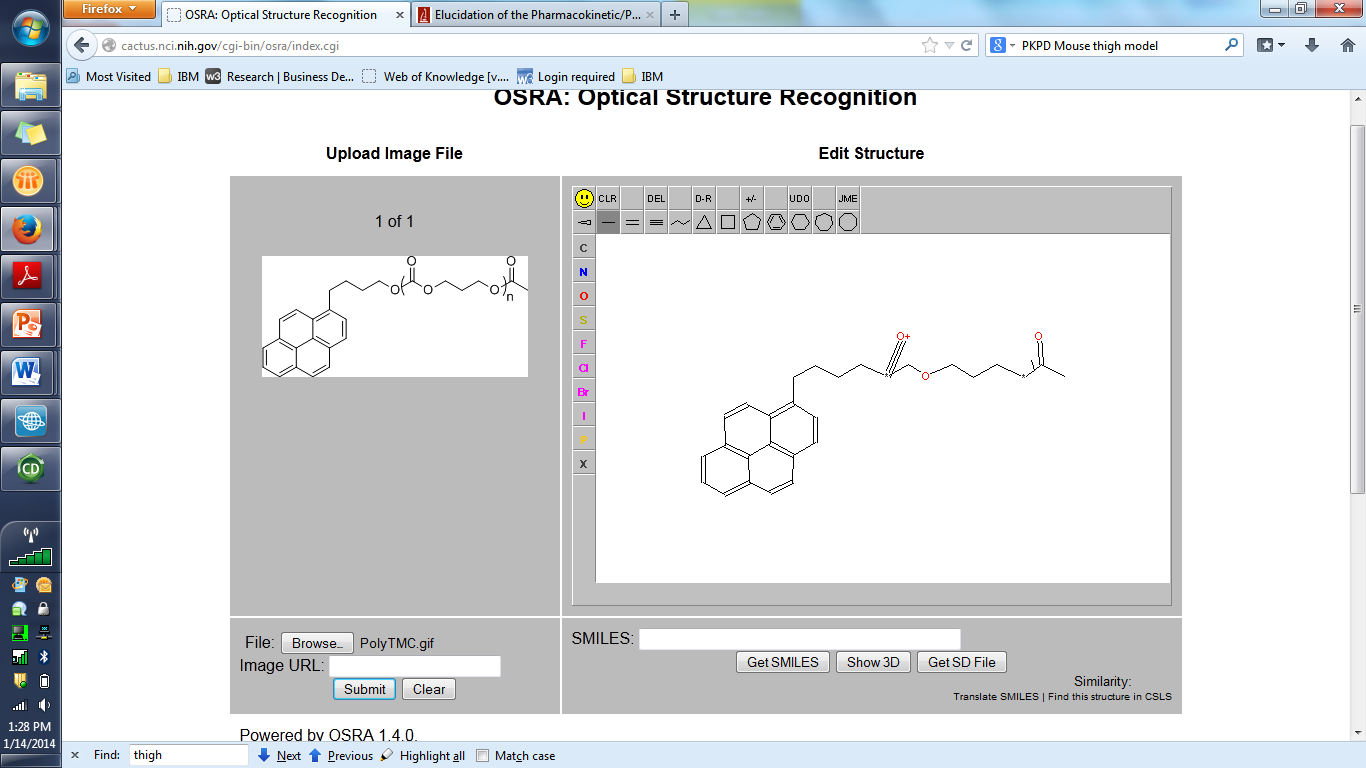 Firefox
OSRA: Optical Structure Recognition
Elucidation of the Pharmacokinetic/P...
cactus.nci.nih.gov/cgi-bin/osra/index.cgi
PKPD Mouse thigh model
Most Visited
IBM
Research | Business De...
Web of Knowledge [v....
Login required
IBM
OSRA: Optical Structure Recognition
Upload Image File
Edit Structure
CLR
DEL
D-R
+/-
UDO
JME
1 of 1
C
N
O
S
F
Cl
Br
I
P
X
O
O
O
O
O
n
O+
O
O
File:
Browse...
PolyTMC.gif
Image URL:
Submit
Clear
SMILES:
Get SMILES
Show 3D
Get SD File
Similarity:
Translate SMILES | Find this structure in CSLS
Powered by OSRA 1.4.0.
1:28 PM
1/14/2014
Find:
thigh
Next
Previous
Highlight all
Match case